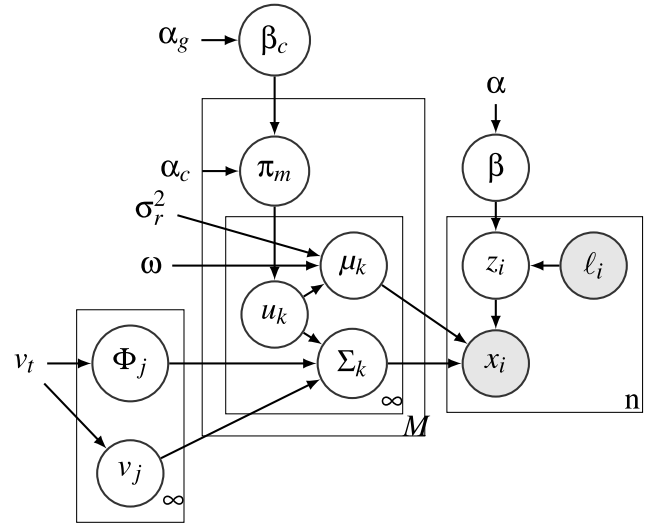 α_g
β_c
α
α_c
π_m
β
σ_r^2
ω
μ_k
z_i
ℓ_i
u_k
v_t
Φ_j
Σ_k
x_i
∞
n
M
v_j
∞